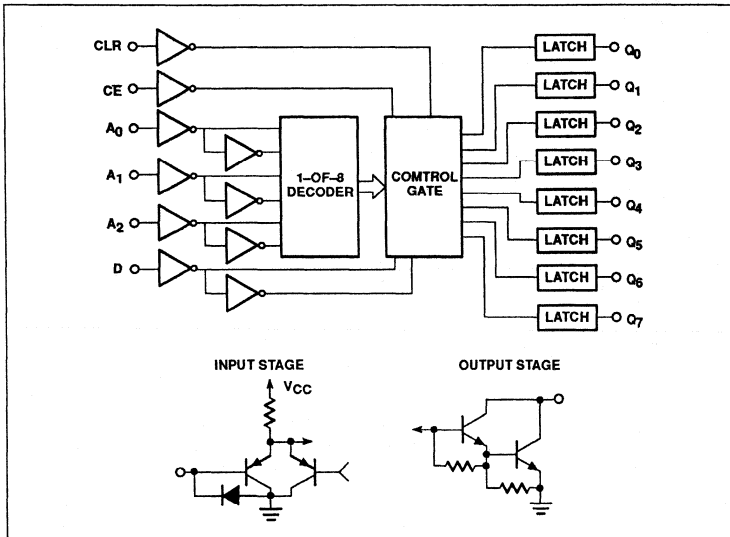 CLR
CE
A0
A1
A2
D
1–OF–8
DECODER
COMTROL
GATE
LATCH Q0
LATCH Q1
LATCH Q2
LATCH Q3
LATCH Q4
LATCH Q5
LATCH Q6
LATCH Q7
INPUT STAGE
VCC
OUTPUT STAGE